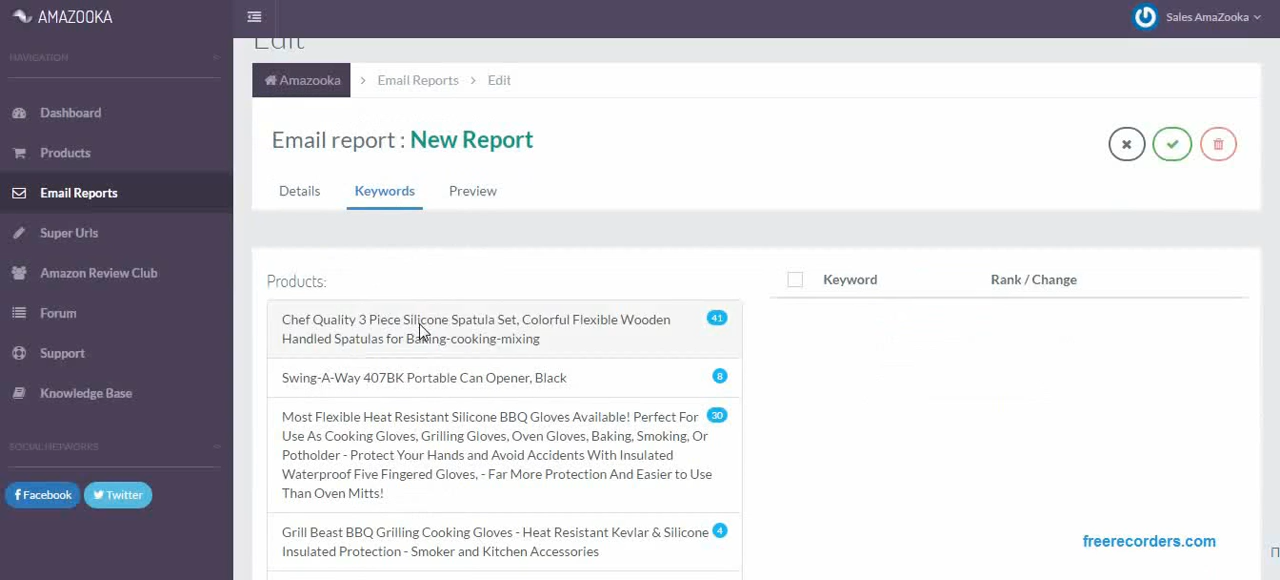 AMAZOOKA
Sales AmaZooka
Edit
NAVIGATION
Amazooka > Email Reports > Edit
Dashboard
Products
Email Reports
Super Urls
Amazon Review Club
Forum
Support
Knowledge Base
SOCIAL NETWORKS
Facebook Twitter
Email report : New Report
Details Keywords Preview
Products:
Chef Quality 3 Piece Silicone Spatula Set, Colorful Flexible Wooden 41
Handled Spatulas for Baking-cooking-mixing
Swing-A-Way 407BK Portable Can Opener, Black 8
Most Flexible Heat Resistant Silicone BBQ Gloves Available! Perfect For 30
Use As Cooking Gloves, Grilling Gloves, Oven Gloves, Baking, Smoking, Or
Potholder - Protect Your Hands and Avoid Accidents With Insulated
Waterproof Five Fingered Gloves, - Far More Protection And Easier to Use
Than Oven Mitts!
Grill Beast BBQ Grilling Cooking Gloves - Heat Resistant Kevlar & Silicone 4
Insulated Protection - Smoker and Kitchen Accessories
Keyword Rank / Change
freerecorders.com